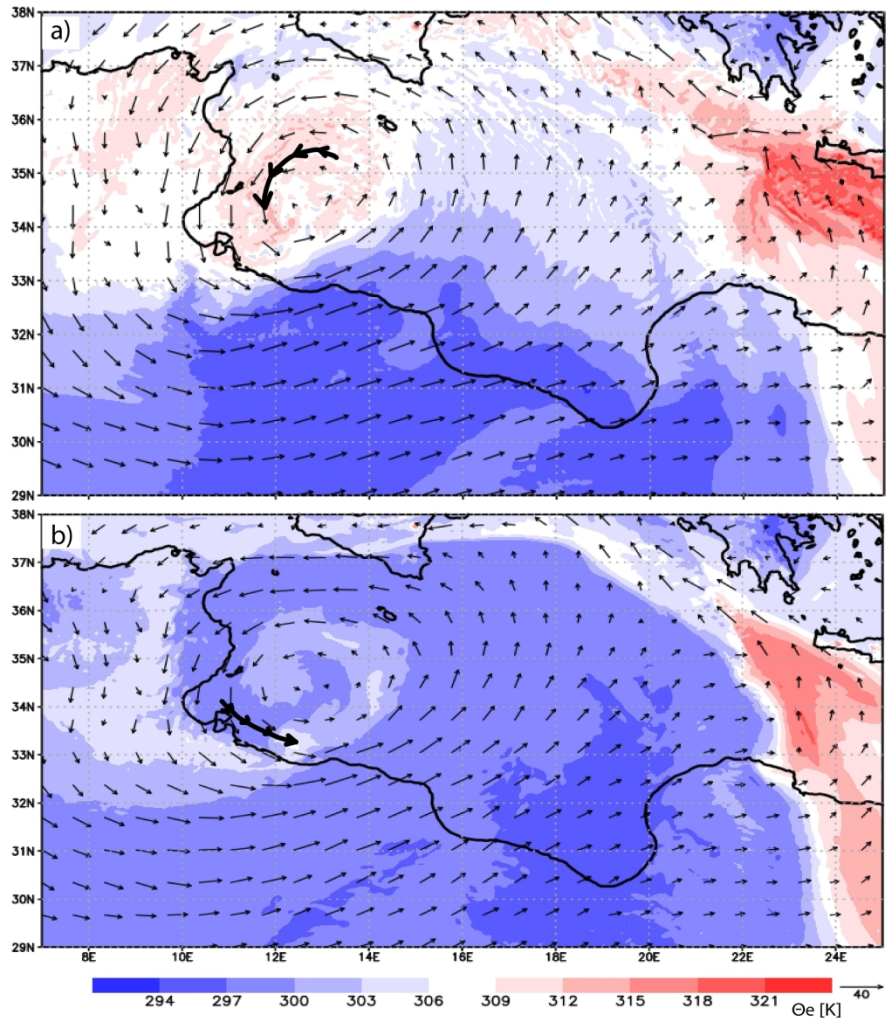 38N
a)
37N
36N
35N
34N
33N
32N
31N
30N
29N
38N
b)
37N
36N
35N
34N
33N
32N
31N
30N
29N
8E 10E 12E 14E 16E 18E 20E 22E 24E
294 297 300 303 306 309 312 315 318 321 40
Θe [K]